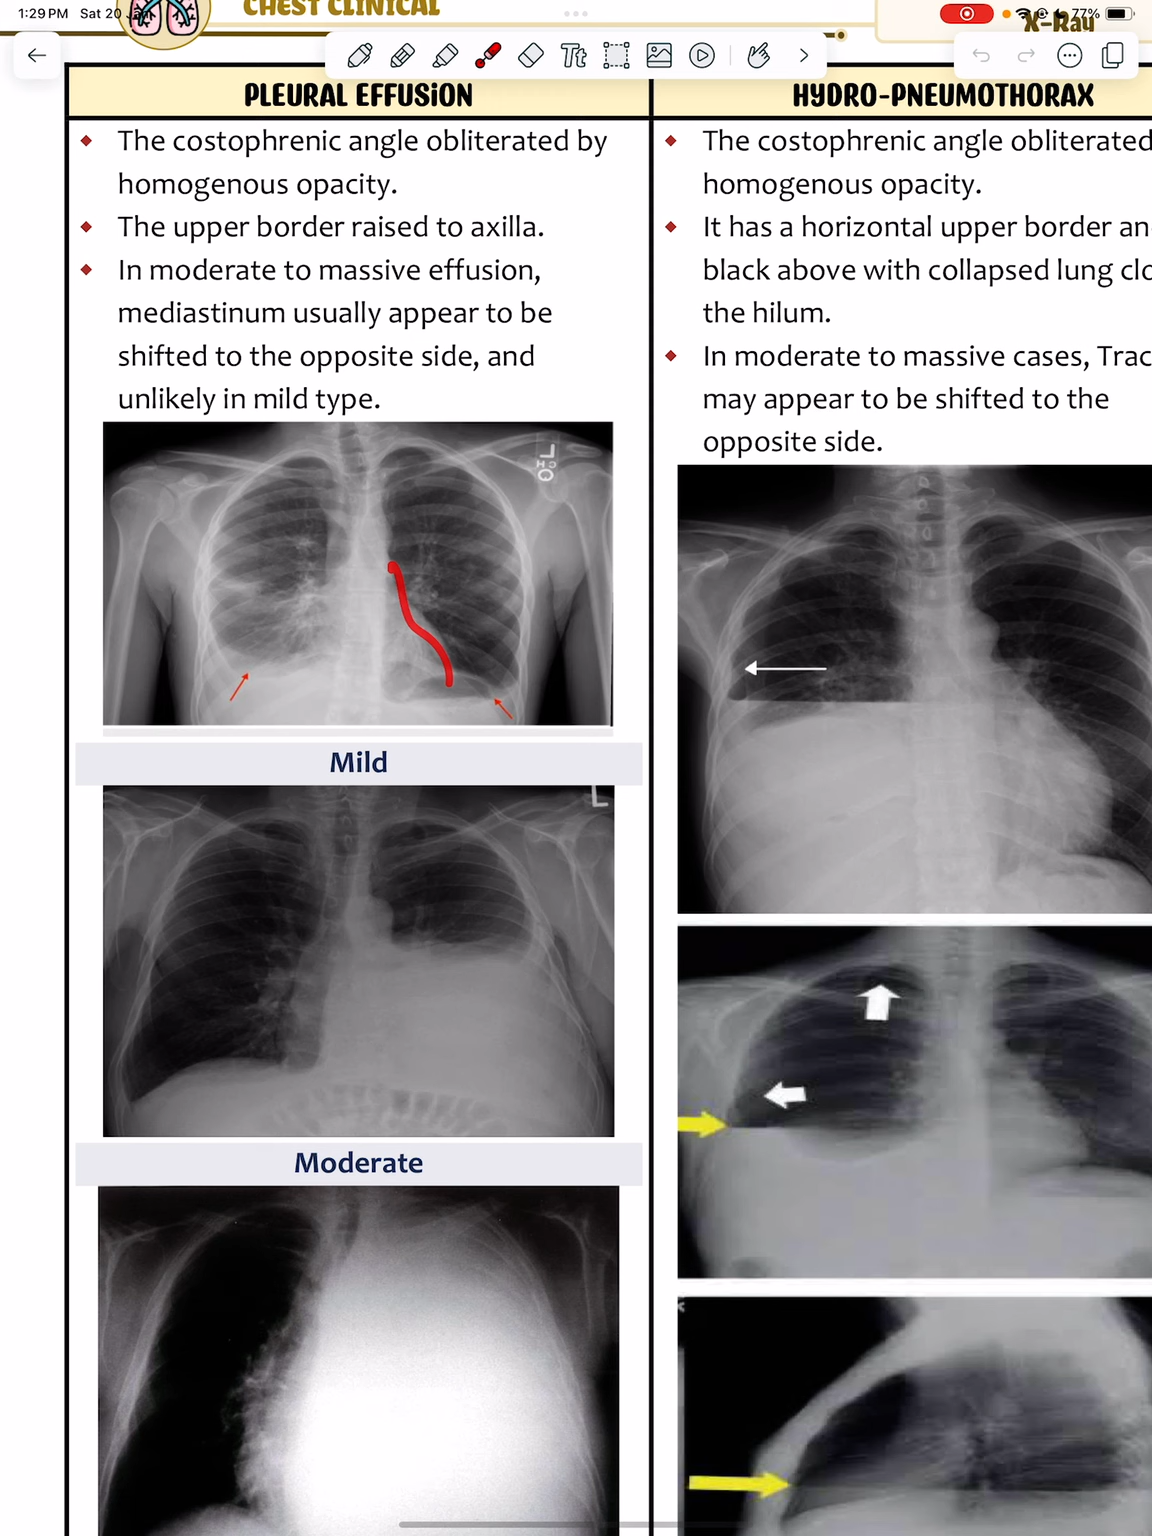 1:29 PM Sat 20 Jan
77%
CHEST CLINICAL
X-Ray
Tt
PLEURAL EFFUSION
The costophrenic angle obliterated by
homogenous opacity.
The upper border raised to axilla.
In moderate to massive effusion,
mediastinum usually appear to be
shifted to the opposite side, and
unlikely in mild type.
L
Mild
L
Moderate
HYDRO-PNEUMOTHORAX
The costophrenic angle obliterated
homogenous opacity.
It has a horizontal upper border an
black above with collapsed lung clo
the hilum.
In moderate to massive cases, Trac
may appear to be shifted to the
opposite side.